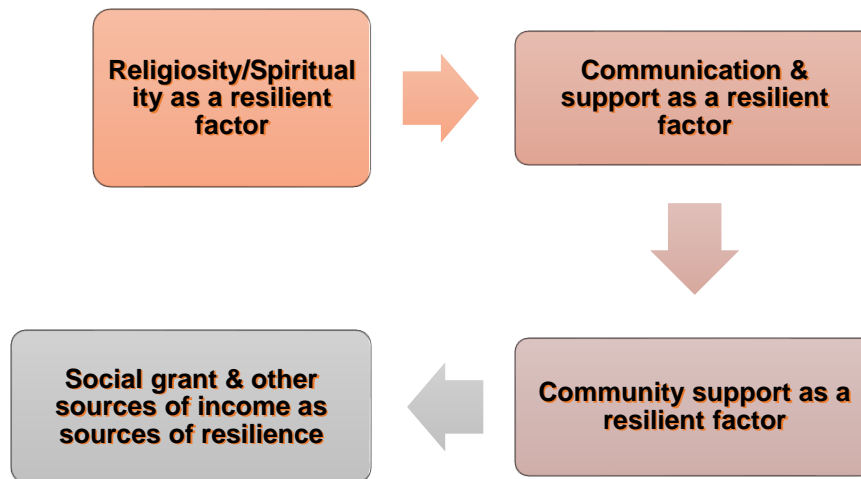 Religiosity/Spiritual
ity as a resilient
factor
Communication &
support as a resilient
factor
Community support as a
resilient factor
Social grant & other
sources of income as
sources of resilience